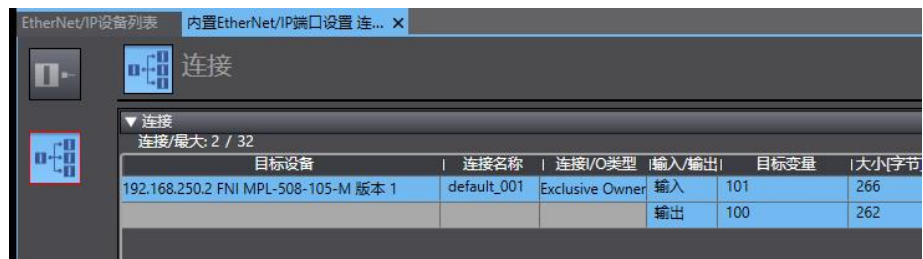 EtherNet/IP设备列表 内置EtherNet/IP端口设置 连... X
连接
▼连接
连接/最大: 2 / 32
目标设备 连接名称 连接I/O类型 输入/输出 目标变量 大小[字节]
192.168.250.2 FNI MPL-508-105-M 版本 1 default_001 Exclusive Owner 输入 101 266
输出 100 262